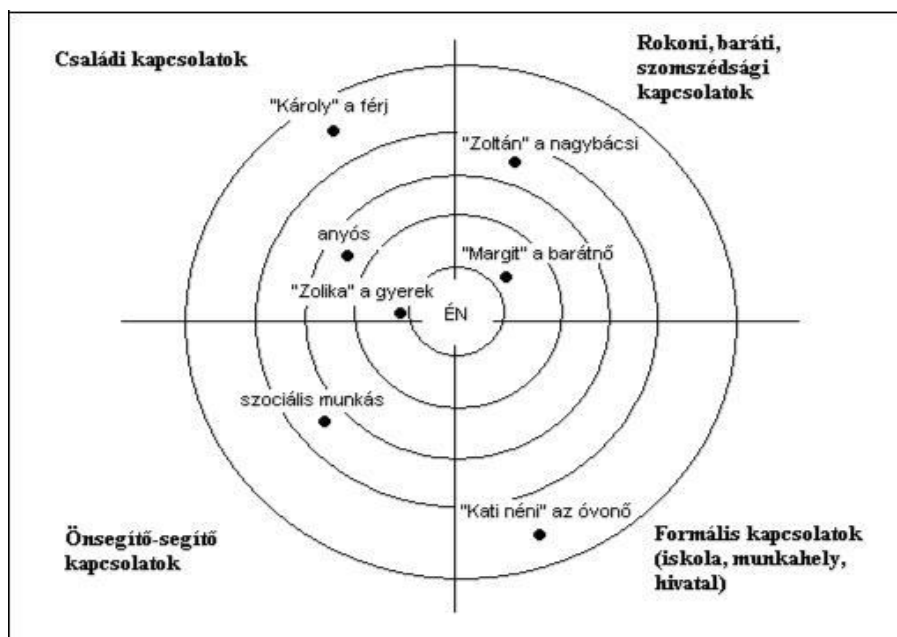 Családi kapcsolatok
Rokoni, baráti,
szomszédsági
kapcsolatok
"Károly" a férj
"Zoltán" a nagybácsi
anyós
"Margit" a barátnő
"Zolika" a gyerek
ÉN
szociális munkás
"Kati néni" az óvonő
Önsegítő-segítő
kapcsolatok
Formális kapcsolatok
(iskola, munkahely,
hivatal)